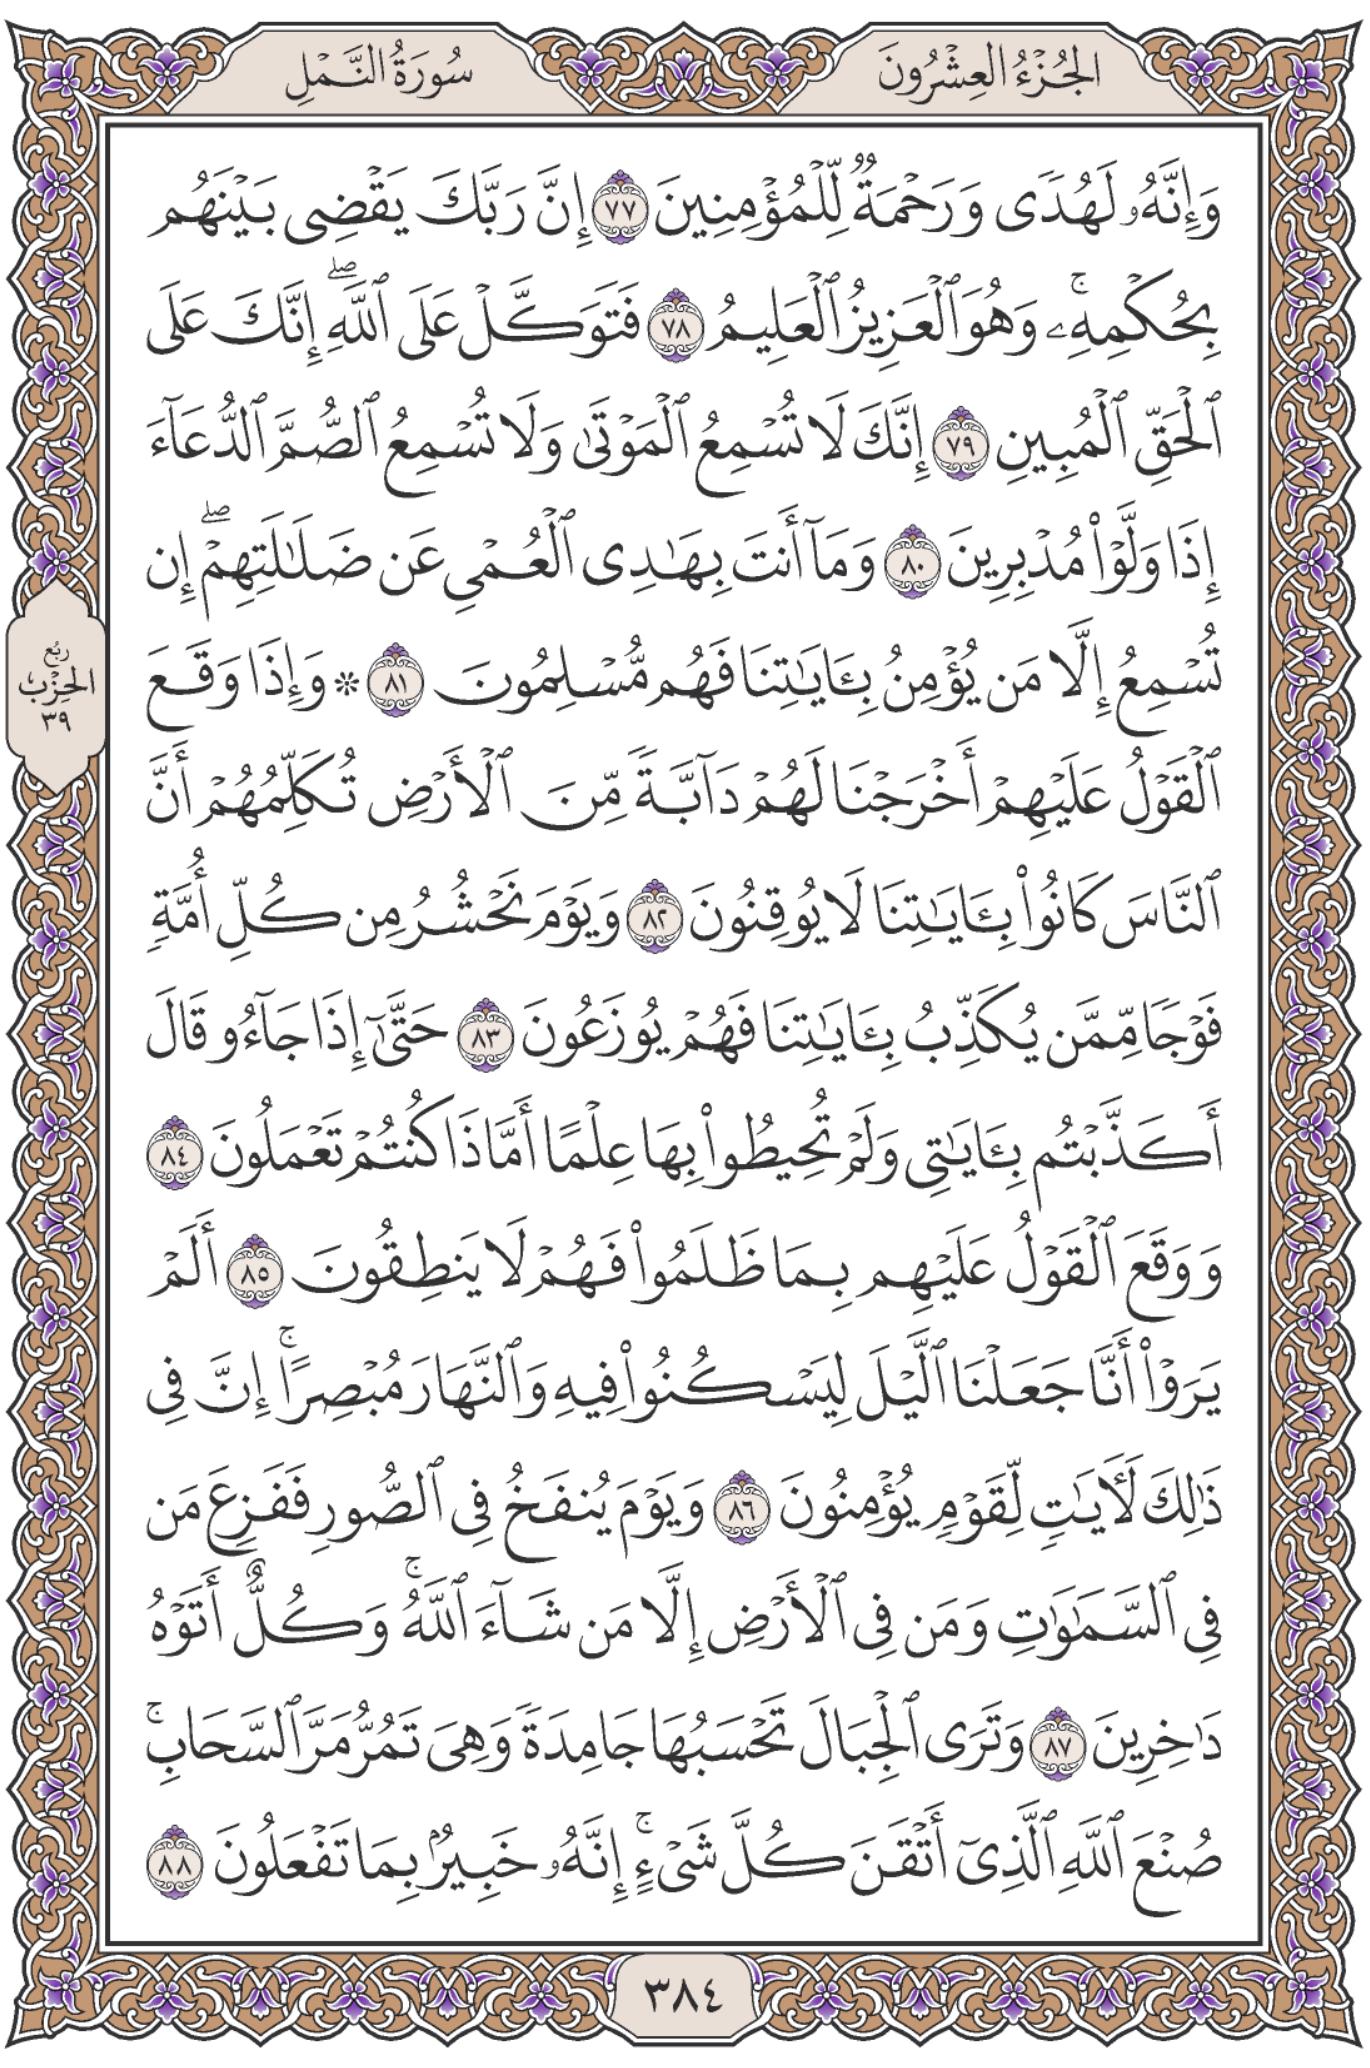 الجُزْءُ العِشْرُونَ
سُورَةُ النَّمْلِ
وَإِنَّهُۥ لَهُدٗى وَرَحۡمَةٞ لِّلۡمُؤۡمِنِينَ ٧٧ إِنَّ رَبَّكَ يَقۡضِي بَيۡنَهُم
بِحُكۡمِهِۦۚ وَهُوَ ٱلۡعَزِيزُ ٱلۡعَلِيمُ ٧٨ فَتَوَكَّلۡ عَلَى ٱللَّهِۖ إِنَّكَ عَلَى
ٱلۡحَقِّ ٱلۡمُبِينِ ٧٩ إِنَّكَ لَا تُسۡمِعُ ٱلۡمَوۡتَىٰ وَلَا تُسۡمِعُ ٱلصُّمَّ ٱلدُّعَآءَ
إِذَا وَلَّوۡاْ مُدۡبِرِينَ ٨٠ وَمَآ أَنتَ بِهَٰدِي ٱلۡعُمۡيِ عَن ضَلَٰلَتِهِمۡۖ إِن
تُسۡمِعُ إِلَّا مَن يُؤۡمِنُ بِـَٔايَٰتِنَا فَهُم مُّسۡلِمُونَ ٨١ ۞ وَإِذَا وَقَعَ
ٱلۡقَوۡلُ عَلَيۡهِمۡ أَخۡرَجۡنَا لَهُمۡ دَآبَّةٗ مِّنَ ٱلۡأَرۡضِ تُكَلِّمُهُمۡ أَنَّ
ٱلنَّاسَ كَانُواْ بِـَٔايَٰتِنَا لَا يُوقِنُونَ ٨٢ وَيَوۡمَ نَحۡشُرُ مِن كُلِّ أُمَّةٖ
فَوۡجٗا مِّمَّن يُكَذِّبُ بِـَٔايَٰتِنَا فَهُمۡ يُوزَعُونَ ٨٣ حَتَّىٰٓ إِذَا جَآءُو قَالَ
أَكَذَّبۡتُم بِـَٔايَٰتِي وَلَمۡ تُحِيطُواْ بِهَا عِلۡمًا أَمَّاذَا كُنتُمۡ تَعۡمَلُونَ ٨٤
وَوَقَعَ ٱلۡقَوۡلُ عَلَيۡهِم بِمَا ظَلَمُواْ فَهُمۡ لَا يَنطِقُونَ ٨٥ أَلَمۡ
يَرَوۡاْ أَنَّا جَعَلۡنَا ٱلَّيۡلَ لِيَسۡكُنُواْ فِيهِ وَٱلنَّهَارَ مُبۡصِرًاۚ إِنَّ فِي
ذَٰلِكَ لَأٓيَٰتٖ لِّقَوۡمٖ يُؤۡمِنُونَ ٨٦ وَيَوۡمَ يُنفَخُ فِي ٱلصُّورِ فَفَزِعَ مَن
فِي ٱلسَّمَٰوَٰتِ وَمَن فِي ٱلۡأَرۡضِ إِلَّا مَن شَآءَ ٱللَّهُۚ وَكُلٌّ أَتَوۡهُ
دَٰخِرِينَ ٨٧ وَتَرَى ٱلۡجِبَالَ تَحۡسَبُهَا جَامِدَةٗ وَهِيَ تَمُرُّ مَرَّ ٱلسَّحَابِۚ
صُنۡعَ ٱللَّهِ ٱلَّذِيٓ أَتۡقَنَ كُلَّ شَيۡءٍۚ إِنَّهُۥ خَبِيرُۢ بِمَا تَفۡعَلُونَ ٨٨
رُبُع
الحِزْب
٣٩
٣٨٤